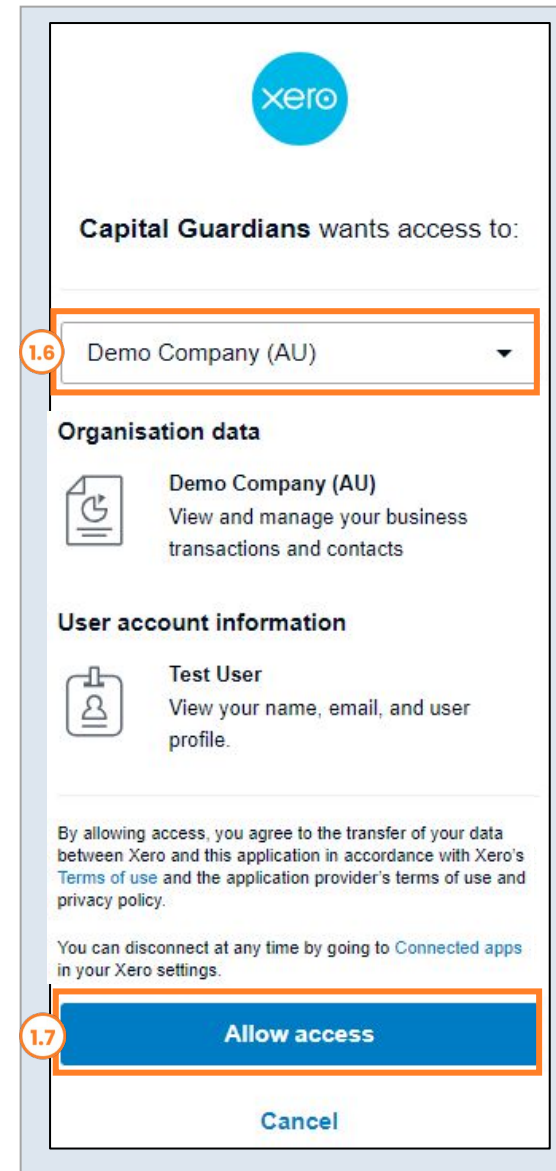 xero
Capital Guardians wants access to:
1.6
Demo Company (AU)
Organisation data
Demo Company (AU)
View and manage your business
transactions and contacts
User account information
Test User
View your name, email, and user
profile.
By allowing access, you agree to the transfer of your data
between Xero and this application in accordance with Xero's
Terms of use and the application provider's terms of use and
privacy policy.
You can disconnect at any time by going to Connected apps
in your Xero settings.
1.7
Allow access
Cancel